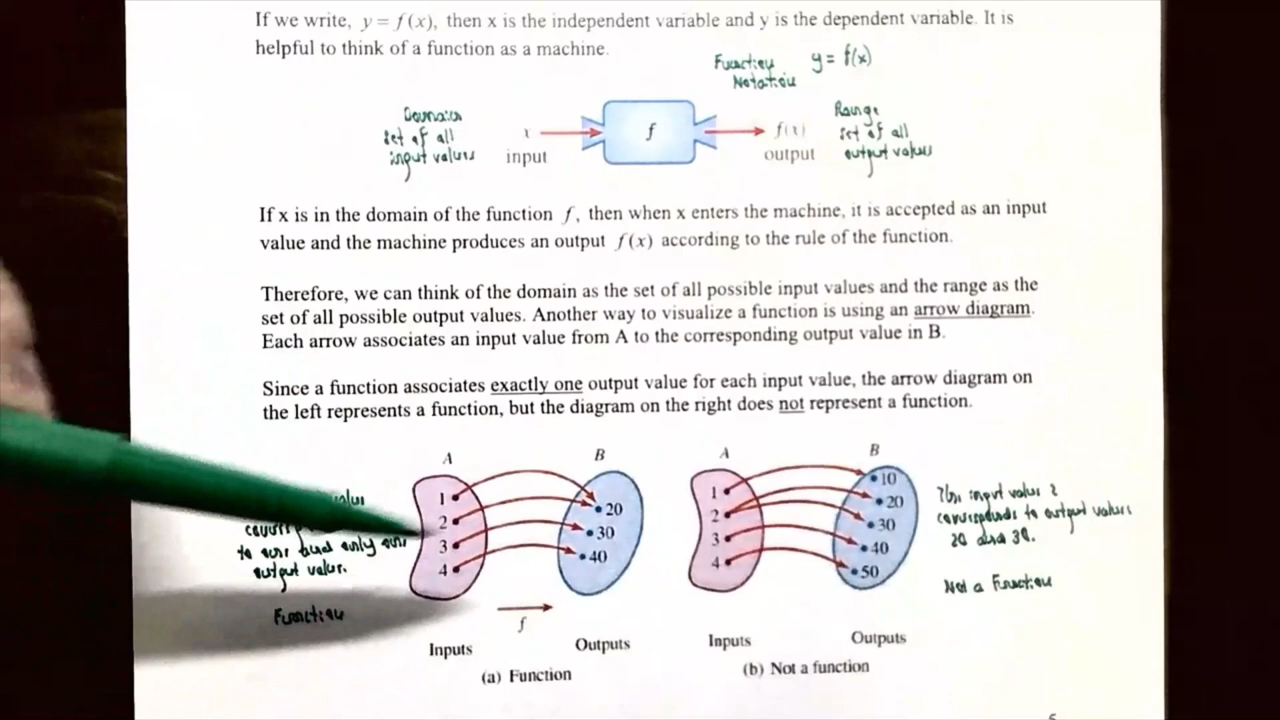 If we write, y = f(x), then x is the independent variable and y is the dependent variable. It is
helpful to think of a function as a machine.
Function
Notation
y = f(x)
Domain
set of all
input values
x
input
f
f(x)
output
Range
set of all
output values
If x is in the domain of the function f, then when x enters the machine, it is accepted as an input
value and the machine produces an output f(x) according to the rule of the function.
Therefore, we can think of the domain as the set of all possible input values and the range as the
set of all possible output values. Another way to visualize a function is using an arrow diagram.
Each arrow associates an input value from A to the corresponding output value in B.
Since a function associates exactly one output value for each input value, the arrow diagram on
the left represents a function, but the diagram on the right does not represent a function.
value
to one and only one
output value.
Function
A
B
1
2
3
4
20
30
40
f
Inputs
Outputs
(a) Function
A
B
1
2
3
4
10
20
30
40
50
Inputs
Outputs
(b) Not a function
The input value 2
corresponds to output values
20 and 30.
Not a Function